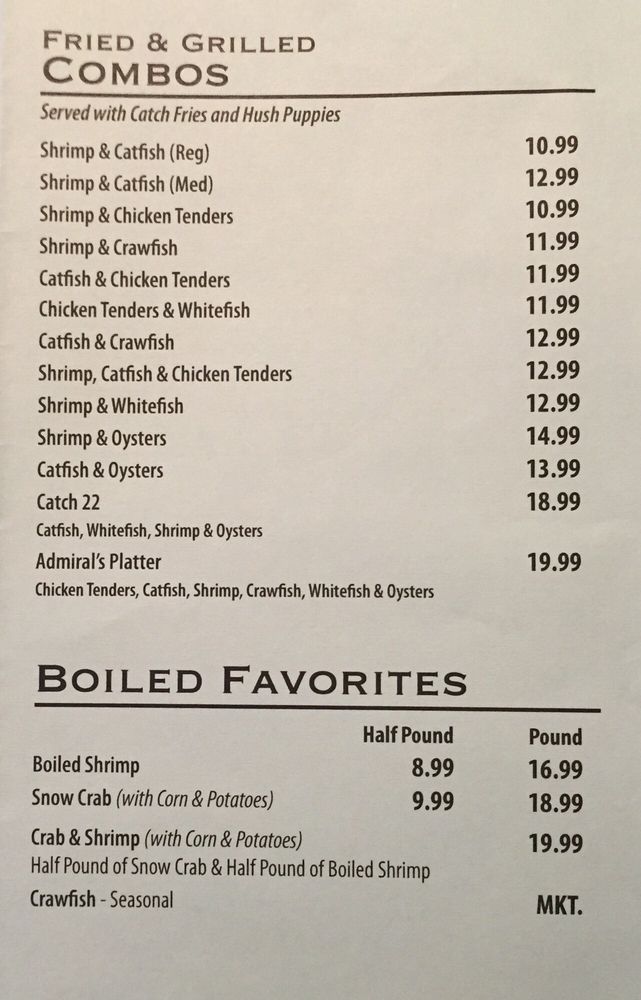 FRIED & GRILLED
COMBOS
Served with Catch Fries and Hush Puppies
Shrimp & Catfish (Reg) 10.99
Shrimp & Catfish (Med) 12.99
Shrimp & Chicken Tenders 10.99
Shrimp & Crawfish 11.99
Catfish & Chicken Tenders 11.99
Chicken Tenders & Whitefish 11.99
Catfish & Crawfish 12.99
Shrimp, Catfish & Chicken Tenders 12.99
Shrimp & Whitefish 12.99
Shrimp & Oysters 14.99
Catfish & Oysters 13.99
Catch 22 18.99
Catfish, Whitefish, Shrimp & Oysters
Admiral's Platter 19.99
Chicken Tenders, Catfish, Shrimp, Crawfish, Whitefish & Oysters
BOILED FAVORITES
Half Pound Pound
Boiled Shrimp 8.99 16.99
Snow Crab (with Corn & Potatoes) 9.99 18.99
Crab & Shrimp (with Corn & Potatoes) 19.99
Half Pound of Snow Crab & Half Pound of Boiled Shrimp
Crawfish - Seasonal MKT.